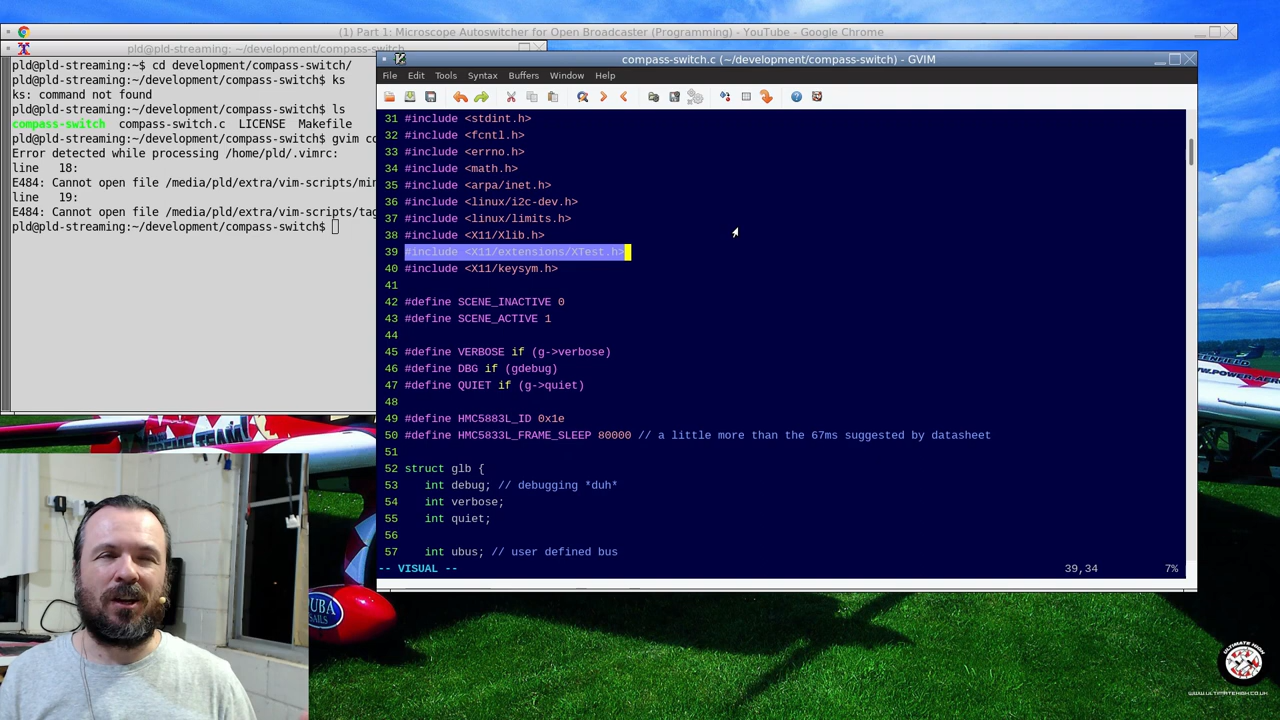 (1) Part 1: Microscope Autoswitcher for Open Broadcaster (Programming) - YouTube - Google Chrome
pld@pld-streaming: ~/development/compass-switch
pld@pld-streaming:~$ cd development/compass-switch/
pld@pld-streaming:~/development/compass-switch$ ks
ks: command not found
pld@pld-streaming:~/development/compass-switch$ ls
compass-switch  compass-switch.c  LICENSE  Makefile
pld@pld-streaming:~/development/compass-switch$ gvim co
Error detected while processing /home/pld/.vimrc:
line   18:
E484: Cannot open file /media/pld/extra/vim-scripts/min
line   19:
E484: Cannot open file /media/pld/extra/vim-scripts/tag
pld@pld-streaming:~/development/compass-switch$
compass-switch.c (~/development/compass-switch) - GVIM
File Edit Tools Syntax Buffers Window Help
31 #include <stdint.h>
32 #include <fcntl.h>
33 #include <errno.h>
34 #include <math.h>
35 #include <arpa/inet.h>
36 #include <linux/i2c-dev.h>
37 #include <linux/limits.h>
38 #include <X11/Xlib.h>
39 #include <X11/extensions/XTest.h>
40 #include <X11/keysym.h>
41
42 #define SCENE_INACTIVE 0
43 #define SCENE_ACTIVE 1
44
45 #define VERBOSE if (g->verbose)
46 #define DBG if (gdebug)
47 #define QUIET if (g->quiet)
48
49 #define HMC5883L_ID 0x1e
50 #define HMC5833L_FRAME_SLEEP 80000 // a little more than the 67ms suggested by datasheet
51
52 struct glb {
53    int debug; // debugging *duh*
54    int verbose;
55    int quiet;
56
57    int ubus; // user defined bus
-- VISUAL -- 39,34 7%
ULTIMATE HIGH
WWW.ULTIMATEHIGH.CO.UK